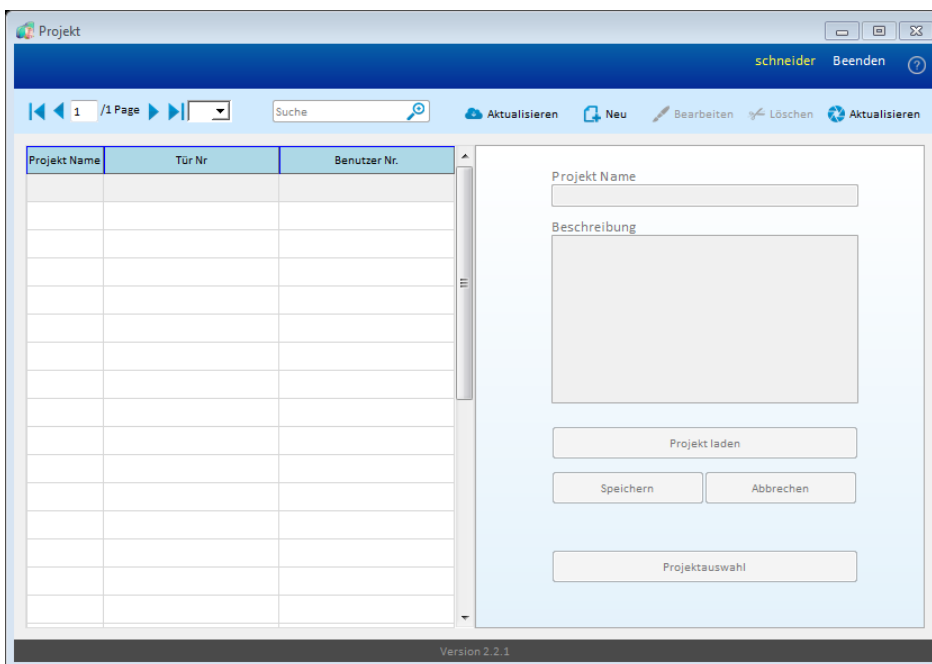 Projekt
schneider Beenden ?
1 /1 Page Suche Aktualisieren Neu Bearbeiten Löschen Aktualisieren
Projekt Name Tür Nr Benutzer Nr.
Projekt Name
Beschreibung
Projekt laden
Speichern Abbrechen
Projektauswahl
Version 2.2.1